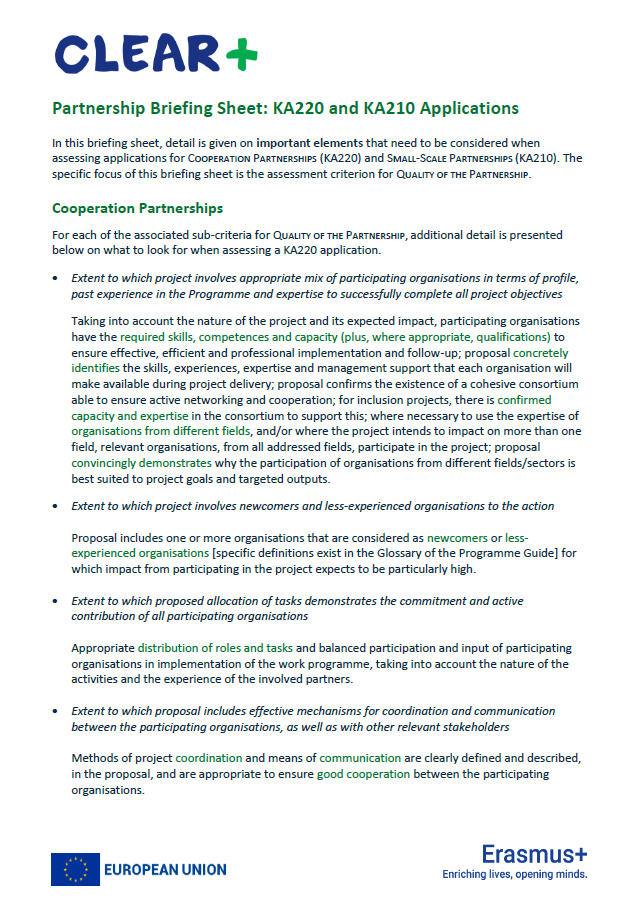 CLEAR+
Partnership Briefing Sheet: KA220 and KA210 Applications
In this briefing sheet, detail is given on important elements that need to be considered when
assessing applications for Cooperation Partnerships (KA220) and Small-Scale Partnerships (KA210). The
specific focus of this briefing sheet is the assessment criterion for Quality of the Partnership.
Cooperation Partnerships
For each of the associated sub-criteria for Quality of the Partnership, additional detail is presented
below on what to look for when assessing a KA220 application.
• Extent to which project involves appropriate mix of participating organisations in terms of profile,
past experience in the Programme and expertise to successfully complete all project objectives
Taking into account the nature of the project and its expected impact, participating organisations
have the required skills, competences and capacity (plus, where appropriate, qualifications) to
ensure effective, efficient and professional implementation and follow-up; proposal concretely
identifies the skills, experiences, expertise and management support that each organisation will
make available during project delivery; proposal confirms the existence of a cohesive consortium
able to ensure active networking and cooperation; for inclusion projects, there is confirmed
capacity and expertise in the consortium to support this; where necessary to use the expertise of
organisations from different fields, and/or where the project intends to impact on more than one
field, relevant organisations, from all addressed fields, participate in the project; proposal
convincingly demonstrates why the participation of organisations from different fields/sectors is
best suited to project goals and targeted outputs.
• Extent to which project involves newcomers and less-experienced organisations to the action
Proposal includes one or more organisations that are considered as newcomers or less-
experienced organisations [specific definitions exist in the Glossary of the Programme Guide] for
which impact from participating in the project expects to be particularly high.
• Extent to which proposed allocation of tasks demonstrates the commitment and active
contribution of all participating organisations
Appropriate distribution of roles and tasks and balanced participation and input of participating
organisations in implementation of the work programme, taking into account the nature of the
activities and the experience of the involved partners.
• Extent to which proposal includes effective mechanisms for coordination and communication
between the participating organisations, as well as with other relevant stakeholders
Methods of project coordination and means of communication are clearly defined and described,
in the proposal, and are appropriate to ensure good cooperation between the participating
organisations.
EUROPEAN UNION
Erasmus+
Enriching lives, opening minds.